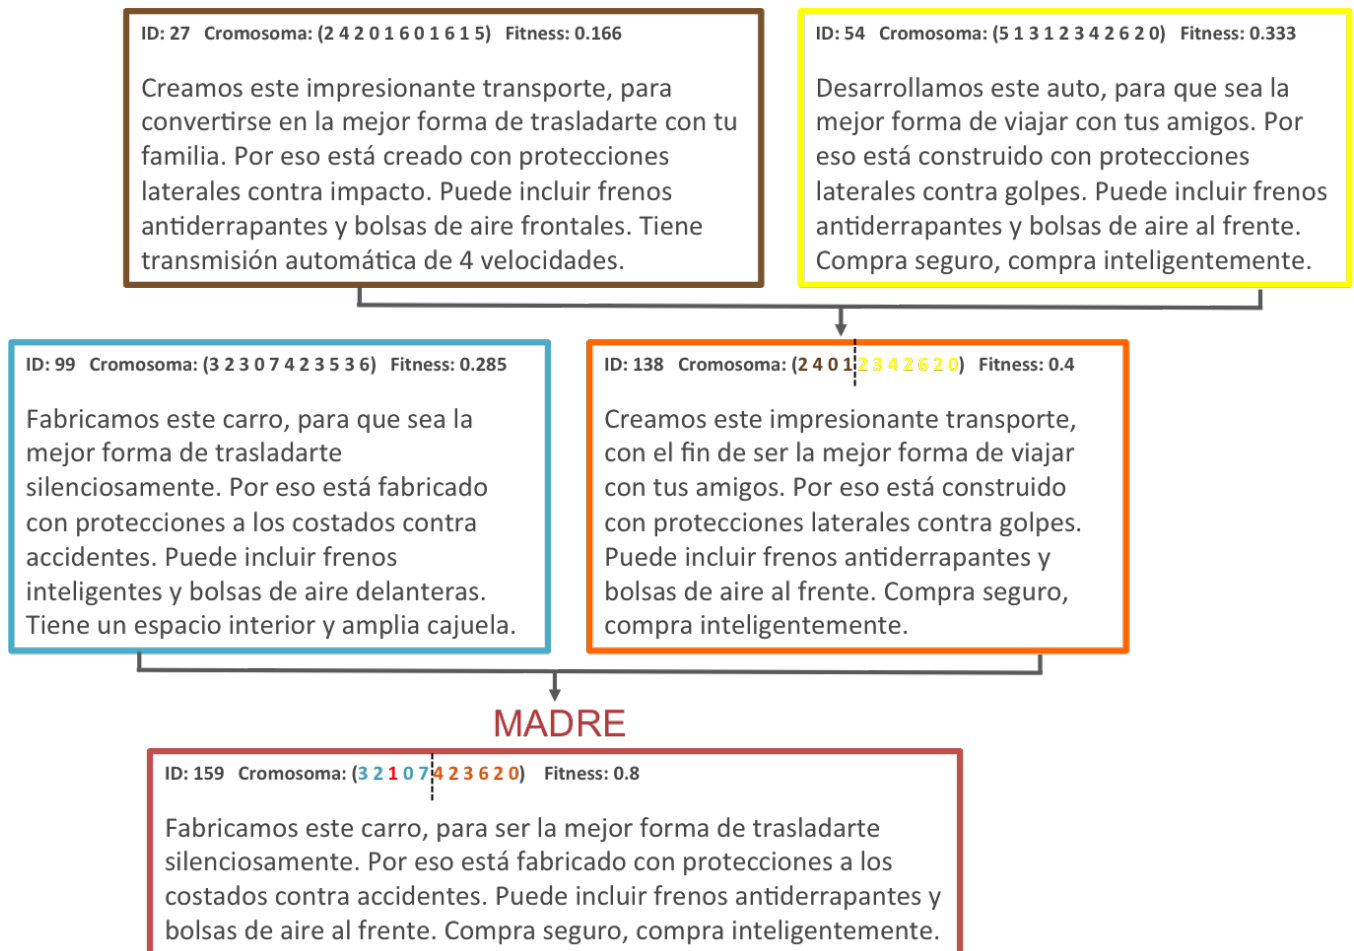 ID: 27 Cromosoma: (2 4 2 0 1 6 0 1 6 1 5) Fitness: 0.166
Creamos este impresionante transporte, para
convertirse en la mejor forma de trasladarte con tu
familia. Por eso está creado con protecciones
laterales contra impacto. Puede incluir frenos
antiderrapantes y bolsas de aire frontales. Tiene
transmisión automática de 4 velocidades.
ID: 54 Cromosoma: (5 1 3 1 2 3 4 2 6 2 0) Fitness: 0.333
Desarrollamos este auto, para que sea la
mejor forma de viajar con tus amigos. Por
eso está construido con protecciones
laterales contra golpes. Puede incluir frenos
antiderrapantes y bolsas de aire al frente.
Compra seguro, compra inteligentemente.
ID: 99 Cromosoma: (3 2 3 0 7 4 2 3 5 3 6) Fitness: 0.285
Fabricamos este carro, para que sea la
mejor forma de trasladarte
silenciosamente. Por eso está fabricado
con protecciones a los costados contra
accidentes. Puede incluir frenos
inteligentes y bolsas de aire delanteras.
Tiene un espacio interior y amplia cajuela.
ID: 138 Cromosoma: (2 4 0 1 2 3 4 2 6 2 0) Fitness: 0.4
Creamos este impresionante transporte,
con el fin de ser la mejor forma de viajar
con tus amigos. Por eso está construido
con protecciones laterales contra golpes.
Puede incluir frenos antiderrapantes y
bolsas de aire al frente. Compra seguro,
compra inteligentemente.
MADRE
ID: 159 Cromosoma: (3 2 1 0 7 4 2 3 6 2 0) Fitness: 0.8
Fabricamos este carro, para ser la mejor forma de trasladarte
silenciosamente. Por eso está fabricado con protecciones a los
costados contra accidentes. Puede incluir frenos antiderrapantes y
bolsas de aire al frente. Compra seguro, compra inteligentemente.